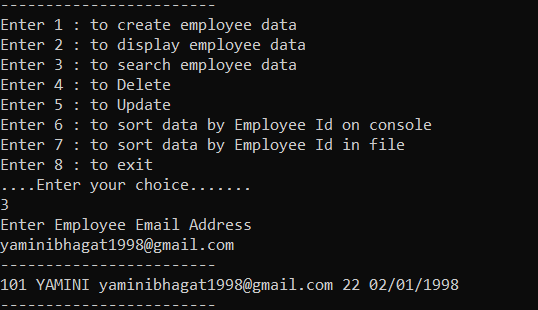 ------------------------
Enter 1 : to create employee data
Enter 2 : to display employee data
Enter 3 : to search employee data
Enter 4 : to Delete
Enter 5 : to Update
Enter 6 : to sort data by Employee Id on console
Enter 7 : to sort data by Employee Id in file
Enter 8 : to exit
....Enter your choice.......
3
Enter Employee Email Address
yaminibhagat1998@gmail.com
------------------------
101 YAMINI yaminibhagat1998@gmail.com 22 02/01/1998
------------------------